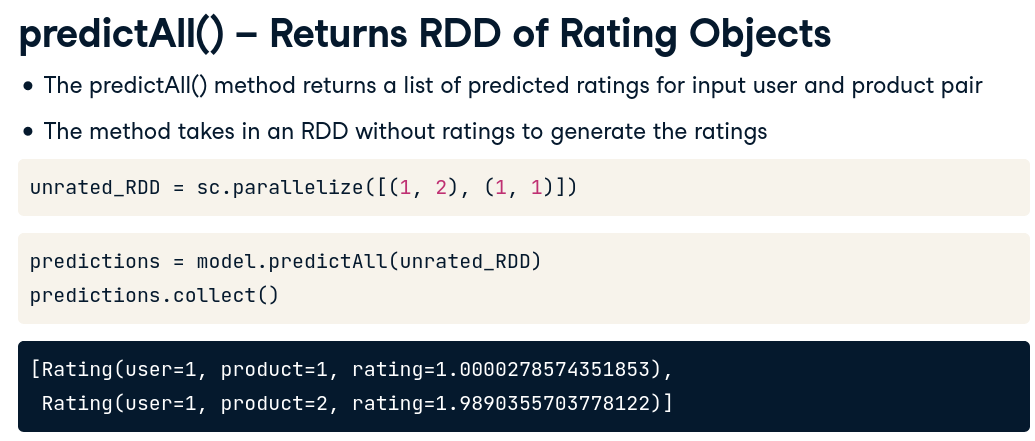 predictAll() – Returns RDD of Rating Objects
• The predictAll() method returns a list of predicted ratings for input user and product pair
• The method takes in an RDD without ratings to generate the ratings
unrated_RDD = sc.parallelize([(1, 2), (1, 1)])
predictions = model.predictAll(unrated_RDD)
predictions.collect()
[Rating(user=1, product=1, rating=1.0000278574351853),
 Rating(user=1, product=2, rating=1.9890355703778122)]